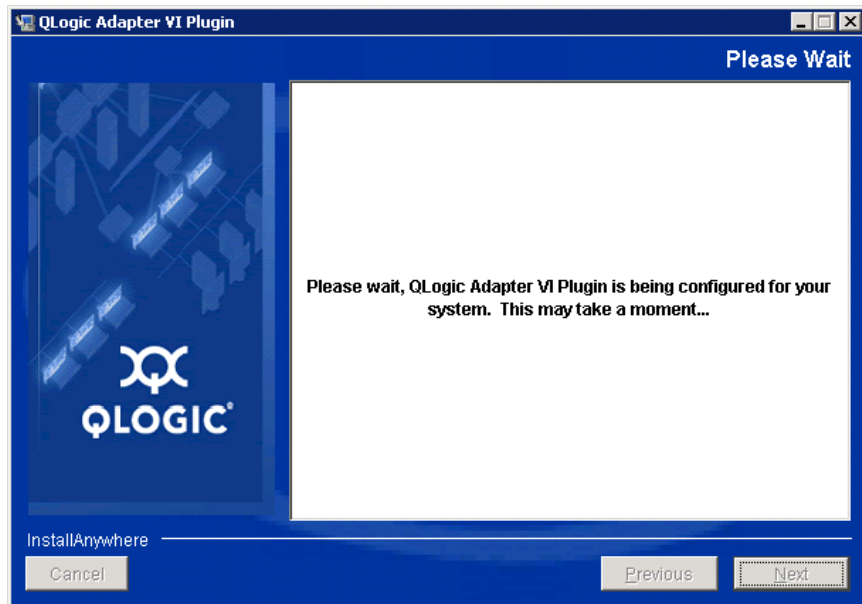 QLogic Adapter VI Plugin
Please Wait
Please wait, QLogic Adapter VI Plugin is being configured for your
system. This may take a moment...
QLOGIC
InstallAnywhere
Cancel
Previous
Next